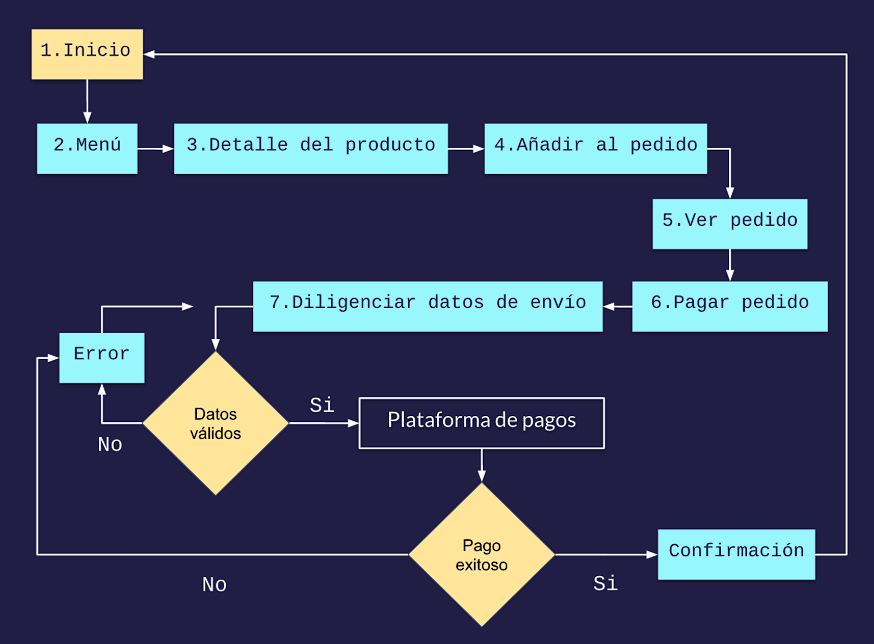 1.Inicio
2.Menú
3.Detalle del producto
4.Añadir al pedido
5.Ver pedido
6.Pagar pedido
7.Diligenciar datos de envío
Error
Datos
válidos
No
Si
Plataforma de pagos
Pago
exitoso
No
Si
Confirmación